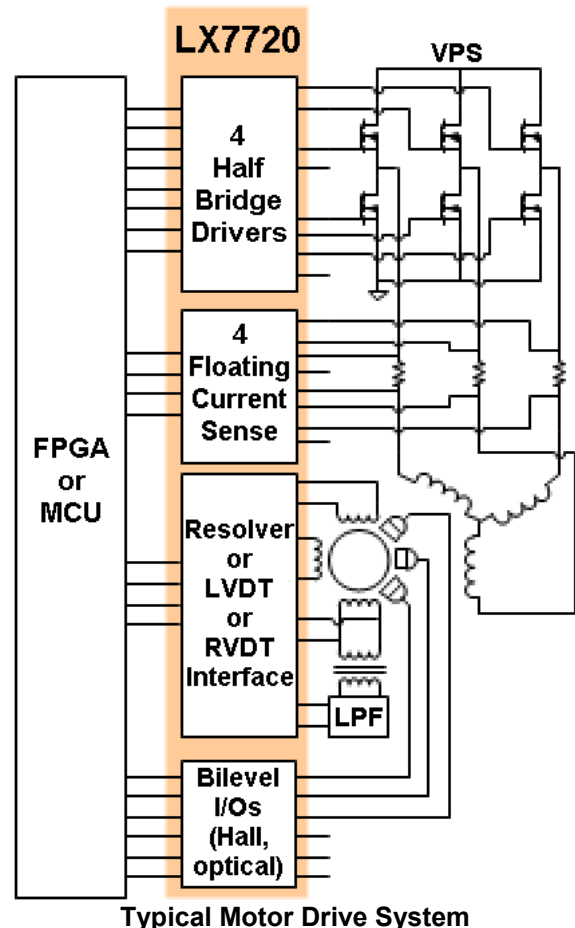 LX7720
VPS
4
Half
Bridge
Drivers
4
Floating
Current
Sense
FPGA
or
MCU
Resolver
or
LVDT
or
RVDT
Interface
LPF
Bilevel
I/Os
(Hall,
optical)
Typical Motor Drive System